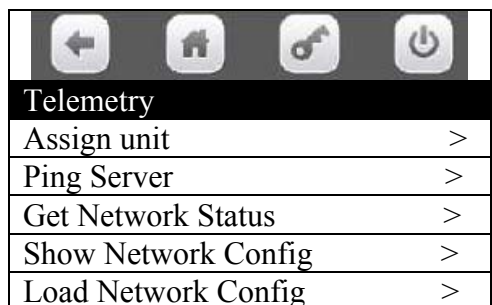 Telemetry
Assign unit >
Ping Server >
Get Network Status >
Show Network Config >
Load Network Config >